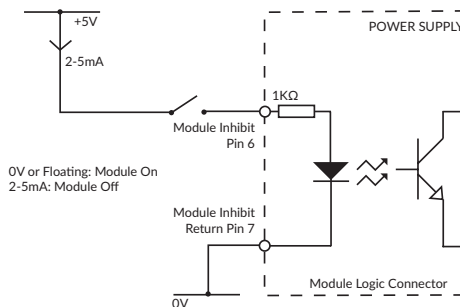 +5V
2-5mA
POWER SUPPLY
1KΩ
Module Inhibit
Pin 6
0V or Floating: Module On
2-5mA: Module Off
Module Inhibit
Return Pin 7
Module Logic Connector
0V